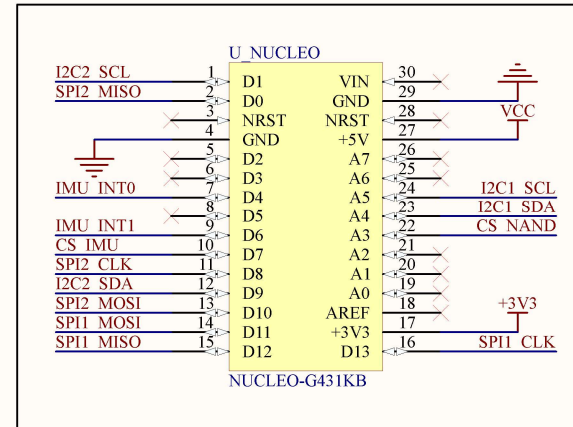 U_NUCLEO
I2C2_SCL 1 D1 VIN 30
SPI2_MISO 2 D0 GND 29
3 NRST NRST 28 VCC
4 GND +5V 27
5 D2 A7 26
6 D3 A6 25
IMU_INT0 7 D4 A5 24 I2C1_SCL
8 D5 A4 23 I2C1_SDA
IMU_INT1 9 D6 A3 22 CS_NAND
CS_IMU 10 D7 A2 21
SPI2_CLK 11 D8 A1 20
I2C2_SDA 12 D9 A0 19
SPI2_MOSI 13 D10 AREF 18 +3V3
SPI1_MOSI 14 D11 +3V3 17
SPI1_MISO 15 D12 D13 16 SPI1_CLK
NUCLEO-G431KB